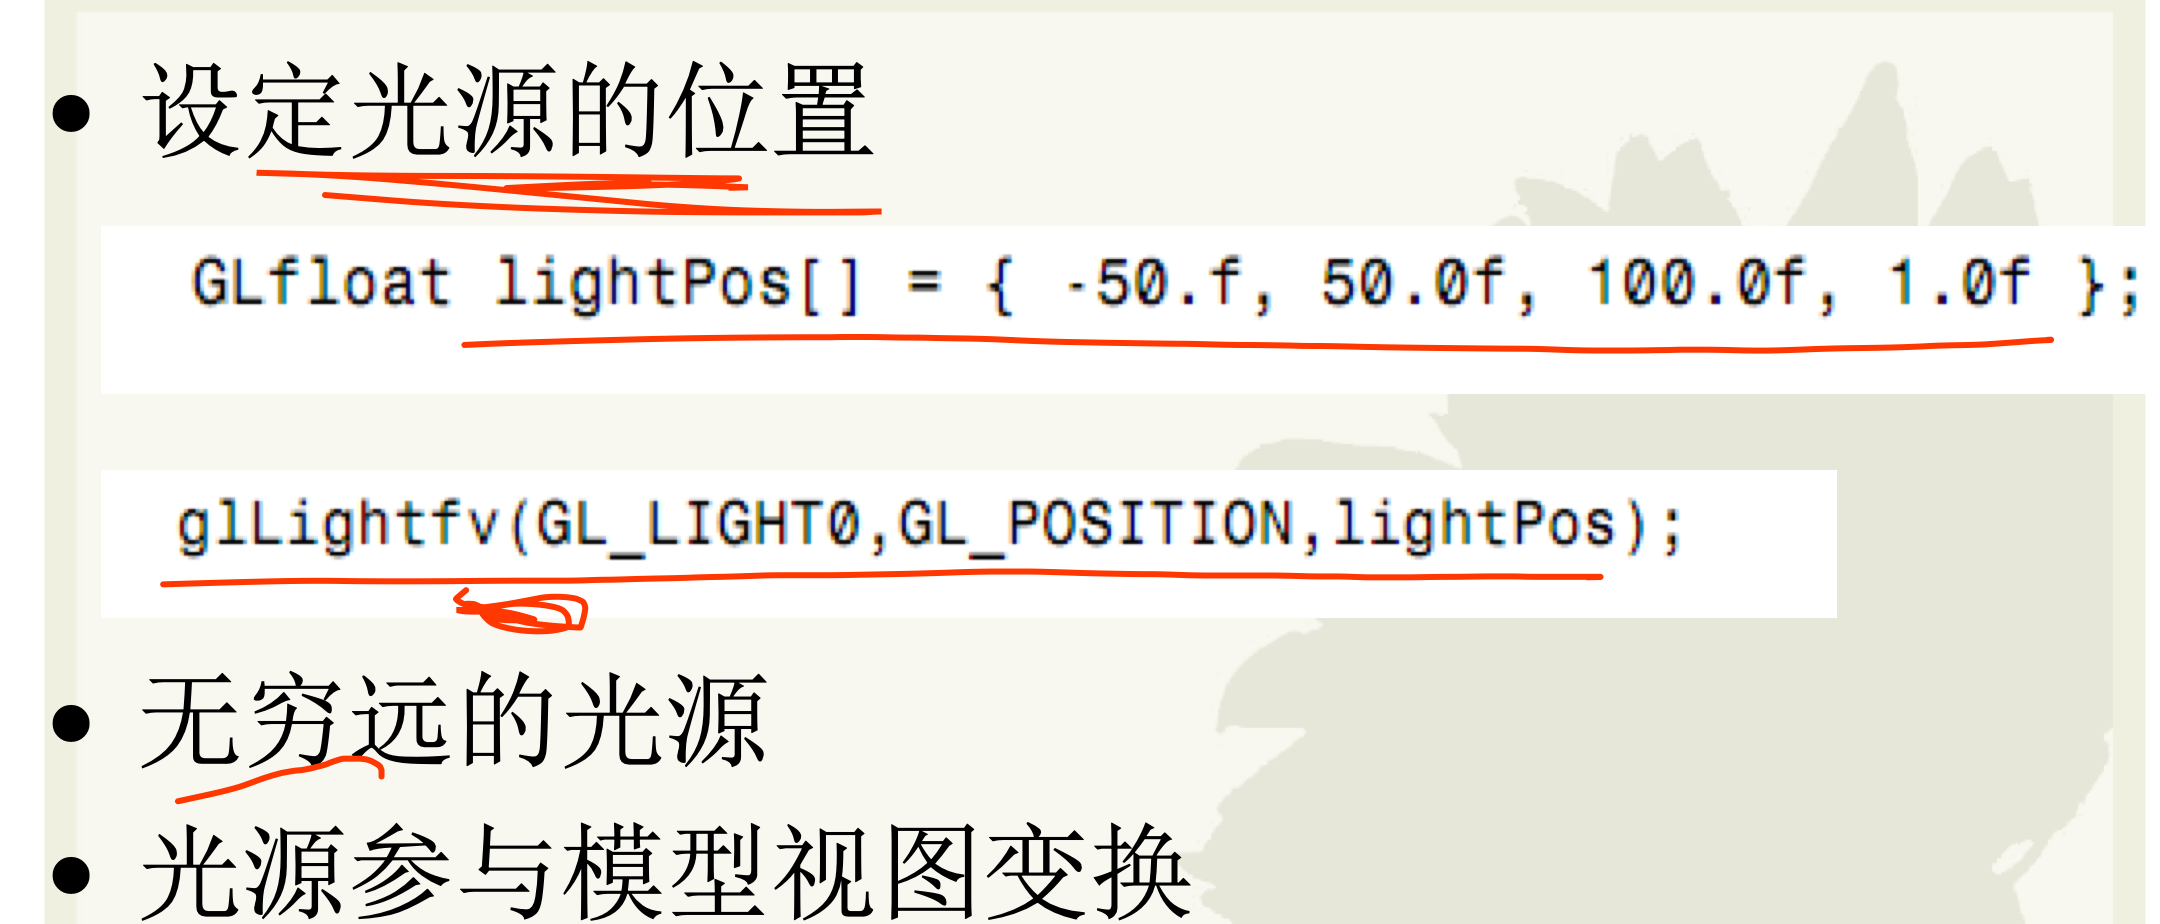 • 设定光源的位置
GLfloat lightPos[] = { -50.f, 50.0f, 100.0f, 1.0f };
glLightfv(GL_LIGHT0,GL_POSITION,lightPos);
• 无穷远的光源
• 光源参与模型视图变换